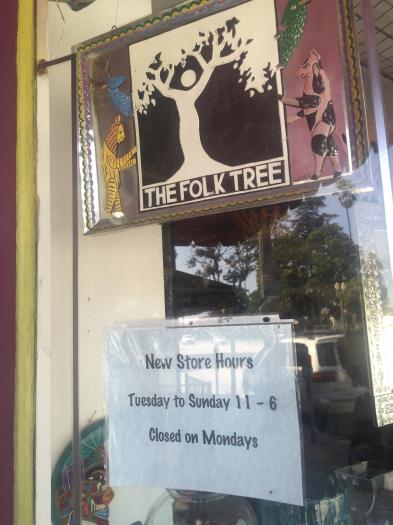 THE FOLK TREE
New Store Hours
Tuesday to Sunday 11 - 6
Closed on Mondays